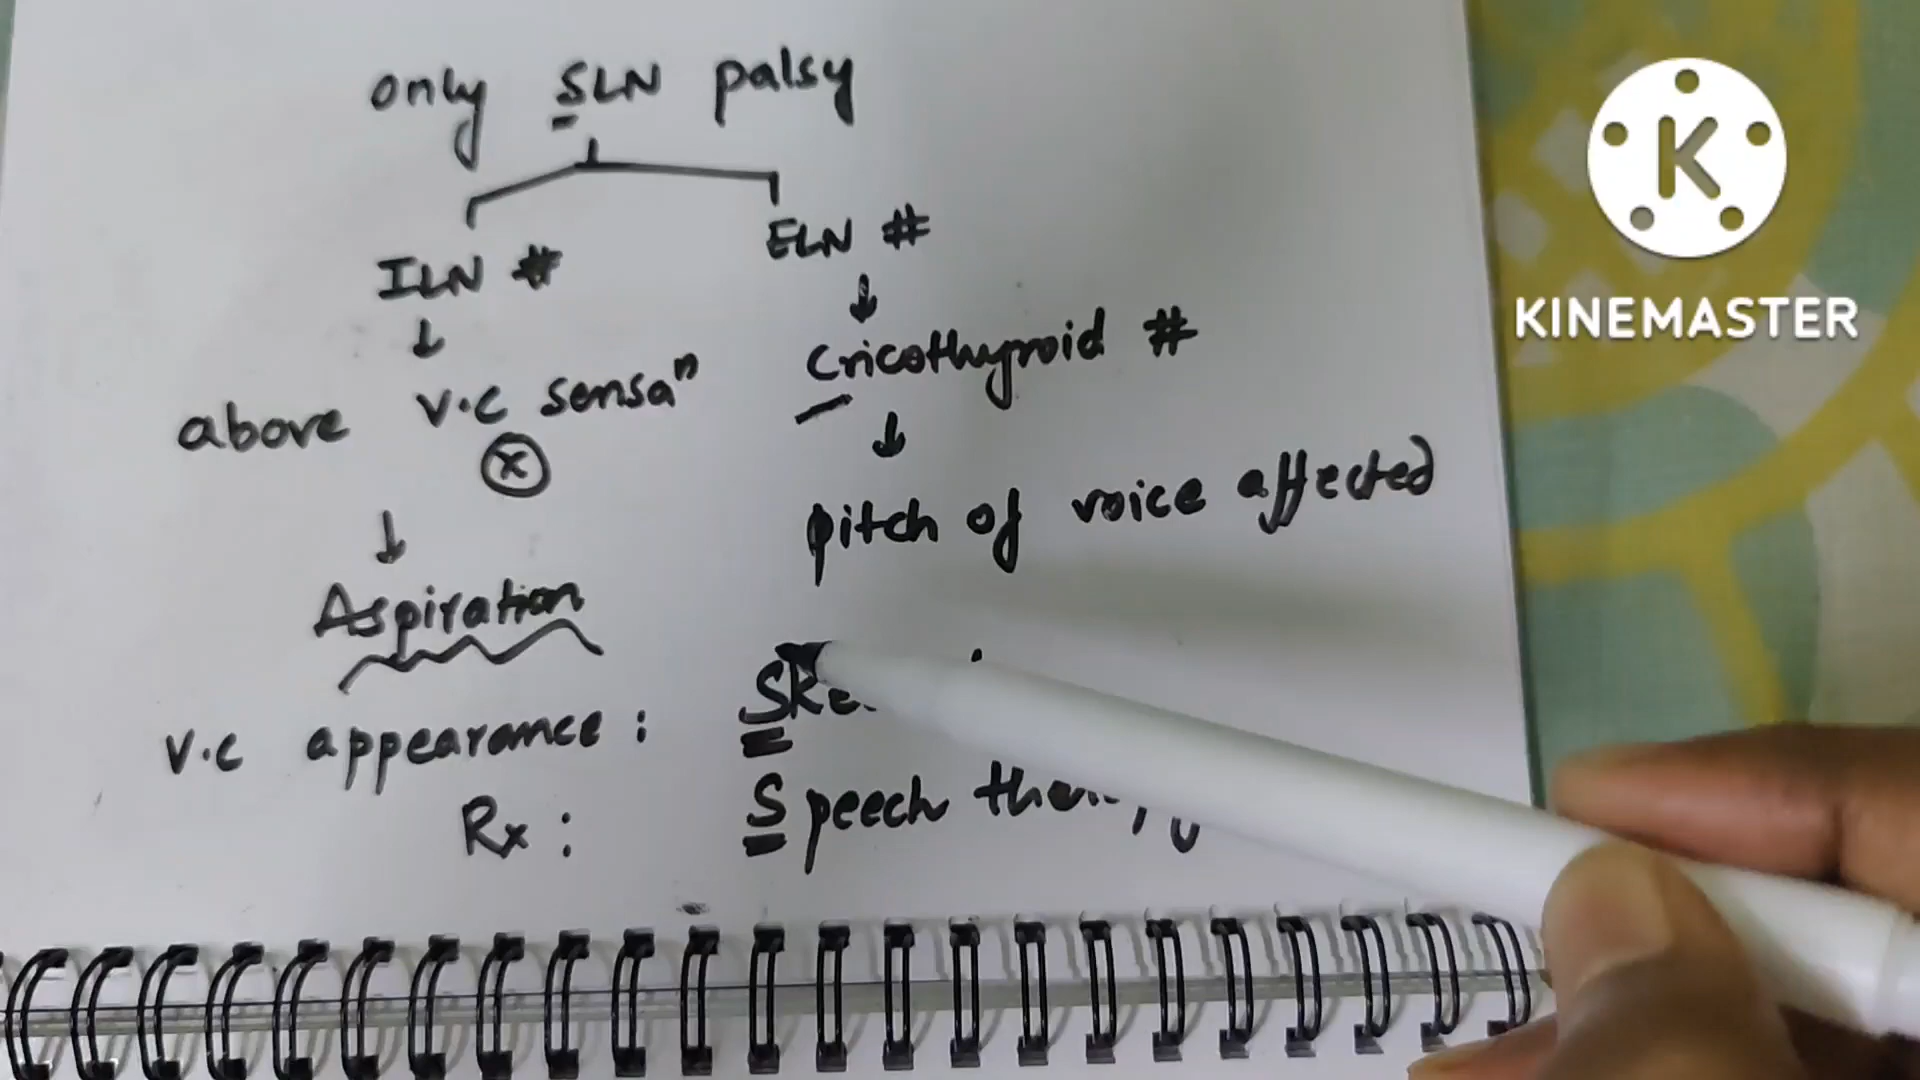 only SLN palsy
ILN # ELN #
↓ ↓
above v.c sensaⁿ Cricothyroid #
ⓧ ↓
↓ pitch of voice affected
Aspiration
v.c appearance :
Rx : Speech
K
KINEMASTER